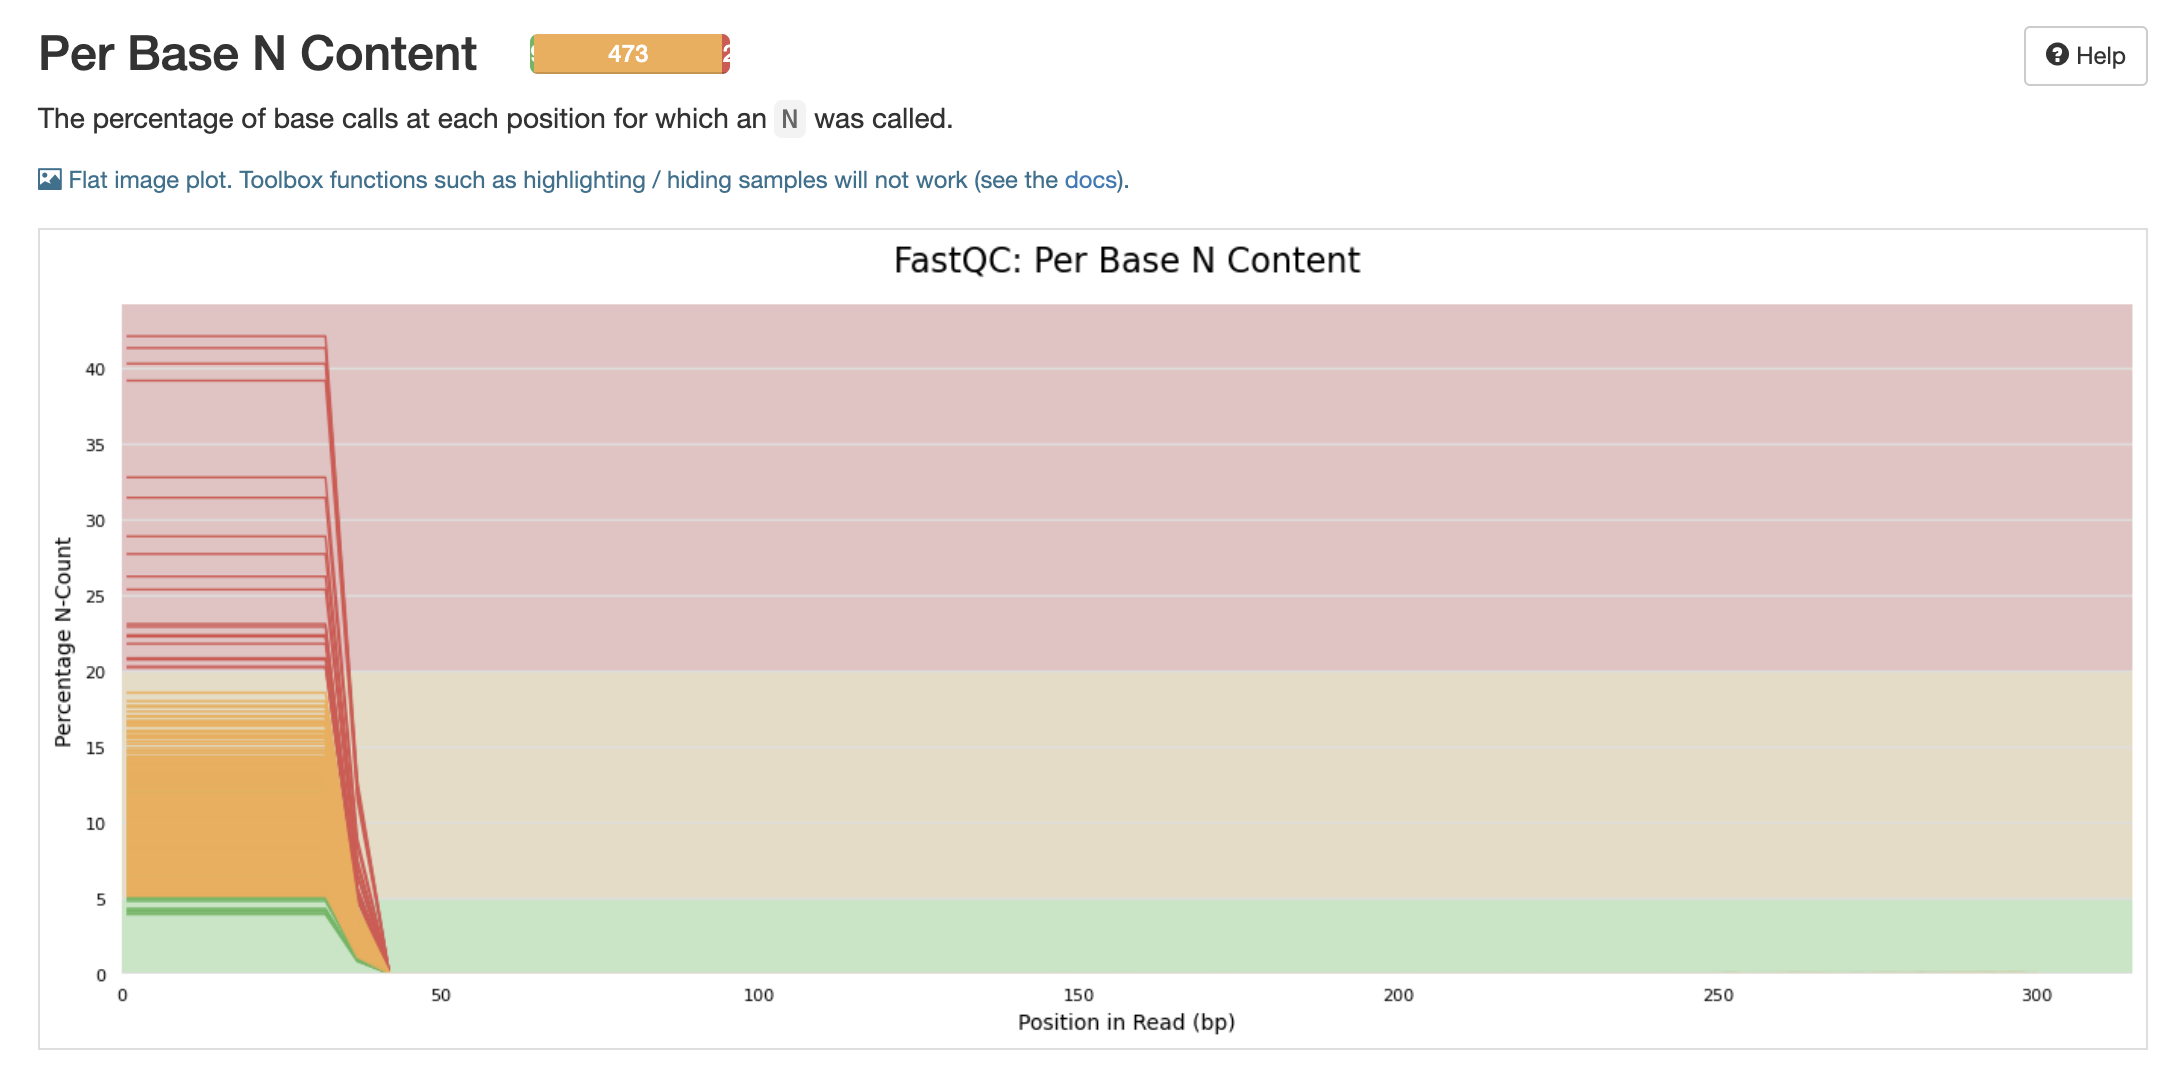 Per Base N Content 473
Help
The percentage of base calls at each position for which an N was called.
Flat image plot. Toolbox functions such as highlighting / hiding samples will not work (see the docs).
FastQC: Per Base N Content
Percentage N-Count
40
35
30
25
20
15
10
5
0
0 50 100 150 200 250 300
Position in Read (bp)